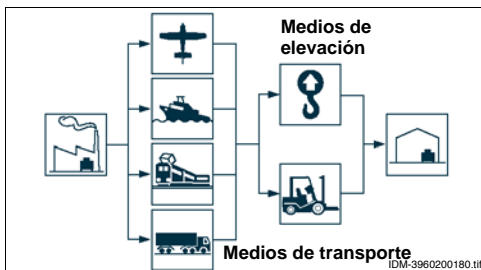 Medios de
elevación
Medios de transporte
IDM-3960200180.tif